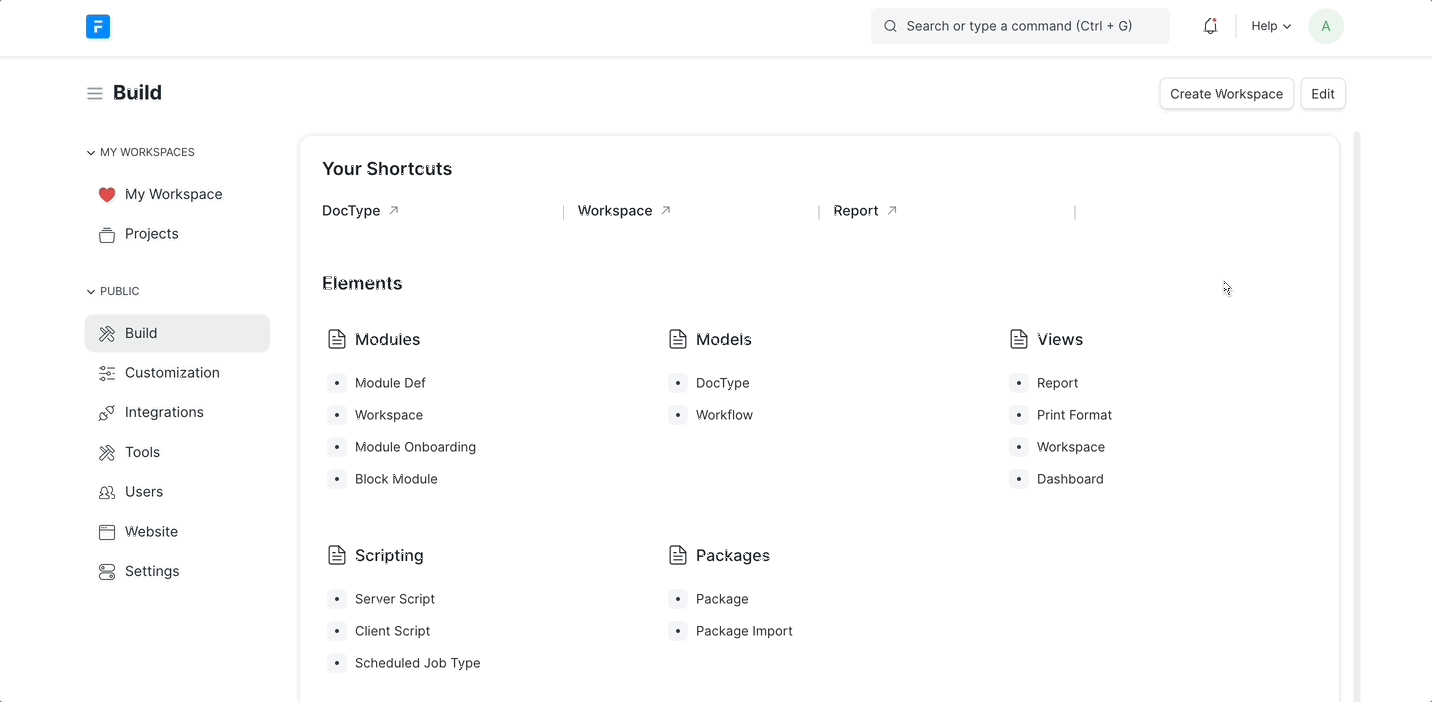 F
Search or type a command (Ctrl + G)
Help
A
Build
Create Workspace
Edit
MY WORKSPACES
My Workspace
Projects
PUBLIC
Build
Customization
Integrations
Tools
Users
Website
Settings
Your Shortcuts
DocType
Workspace
Report
Elements
Modules
Module Def
Workspace
Module Onboarding
Block Module
Models
DocType
Workflow
Views
Report
Print Format
Workspace
Dashboard
Scripting
Server Script
Client Script
Scheduled Job Type
Packages
Package
Package Import